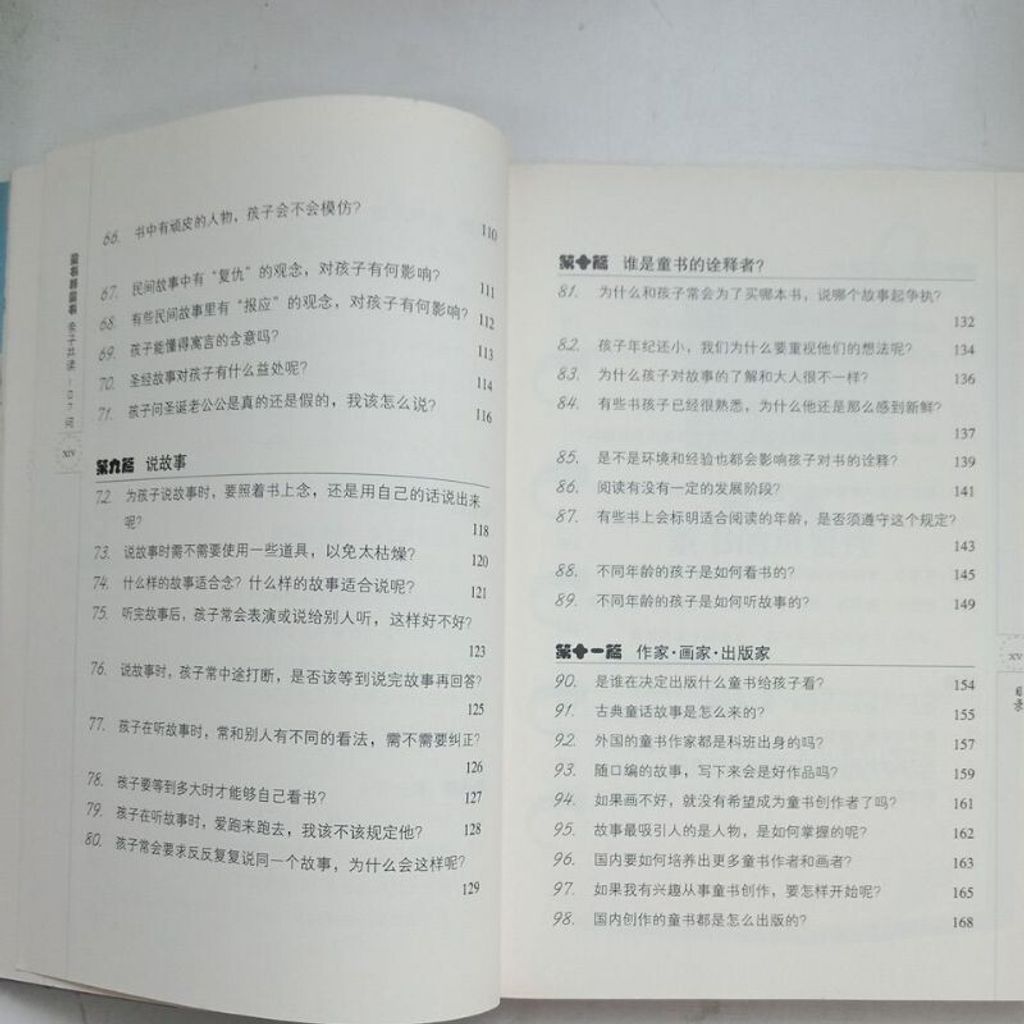 66. 书中有顽皮的人物，孩子会不会模仿？
110
67. 民间故事中有“复仇”的观念，对孩子有何影响？ 111
68. 有些民间故事里有“报应”的观念，对孩子有何影响？ 112
69. 孩子能懂得寓言的含意吗？ 113
70. 圣经故事对孩子有什么益处呢？ 114
71. 孩子问圣诞老公公是真的还是假的，我该怎么说？ 116
第九篇 说故事
72. 为孩子说故事时，要照着书上念，还是用自己的话说出来
呢？ 118
73. 说故事时需不需要使用一些道具，以免太枯燥？ 120
74. 什么样的故事适合念？什么样的故事适合说呢？ 121
75. 听完故事后，孩子常会表演或说给别人听，这样好不好？
123
76. 说故事时，孩子常中途打断，是否该等到说完故事再回答？
125
77. 孩子在听故事时，常和别人有不同的看法，需不需要纠正？
126
78. 孩子要等到多大时才能够自己看书？ 127
79. 孩子在听故事时，爱跑来跑去，我该不该规定他？ 128
80. 孩子常会要求反反复复说同一个故事，为什么会这样呢？
129
亲子共读一07问
XIV
第十篇 谁是童书的诠释者？
81. 为什么和孩子常会为了买哪本书，说哪个故事起争执？
132
82. 孩子年纪还小，我们为什么要重视他们的想法呢？ 134
83. 为什么孩子对故事的了解和大人很不一样？ 136
84. 有些书孩子已经很熟悉，为什么他还是那么感到新鲜？
137
85. 是不是环境和经验也都会影响孩子对书的诠释？ 139
86. 阅读有没有一定的发展阶段？ 141
87. 有些书上会标明适合阅读的年龄，是否须遵守这个规定？
143
88. 不同年龄的孩子是如何看书的？ 145
89. 不同年龄的孩子是如何听故事的？ 149
第十一篇 作家·画家·出版家
90. 是谁在决定出版什么童书给孩子看？ 154
91. 古典童话故事是怎么来的？ 155
92. 外国的童书作家都是科班出身的吗？ 157
93. 随口编的故事，写下来会是好作品吗？ 159
94. 如果画不好，就没有希望成为童书创作者了吗？ 161
95. 故事最吸引人的是人物，是如何掌握的呢？ 162
96. 国内要如何培养出更多童书作者和画者？ 163
97. 如果我有兴趣从事童书创作，要怎样开始呢？ 165
98. 国内创作的童书都是怎么出版的？ 168
XV
目录